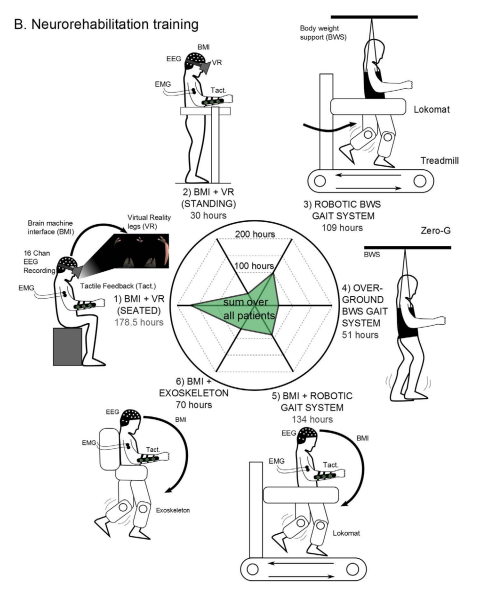 B. Neurorehabilitation training
BMI
EEG
VR
EMG
Tact.
2) BMI + VR
(STANDING)
30 hours
Body weight
support (BWS)
Lokomat
Treadmill
3) ROBOTIC BWS
GAIT SYSTEM
109 hours
Brain machine
interface (BMI)
Virtual Reality
legs (VR)
16 Chan
EEG
Recording
EMG
Tactile Feedback (Tact.)
1) BMI + VR
(SEATED)
178.5 hours
200 hours
100 hours
sum over
all patients
Zero-G
BWS
4) OVER-
GROUND
BWS GAIT
SYSTEM
51 hours
6) BMI +
EXOSKELETON
70 hours
EEG
BMI
EMG
Tact.
Exoskeleton
5) BMI + ROBOTIC
GAIT SYSTEM
134 hours
EEG
BMI
EMG
Tact.
Lokomat